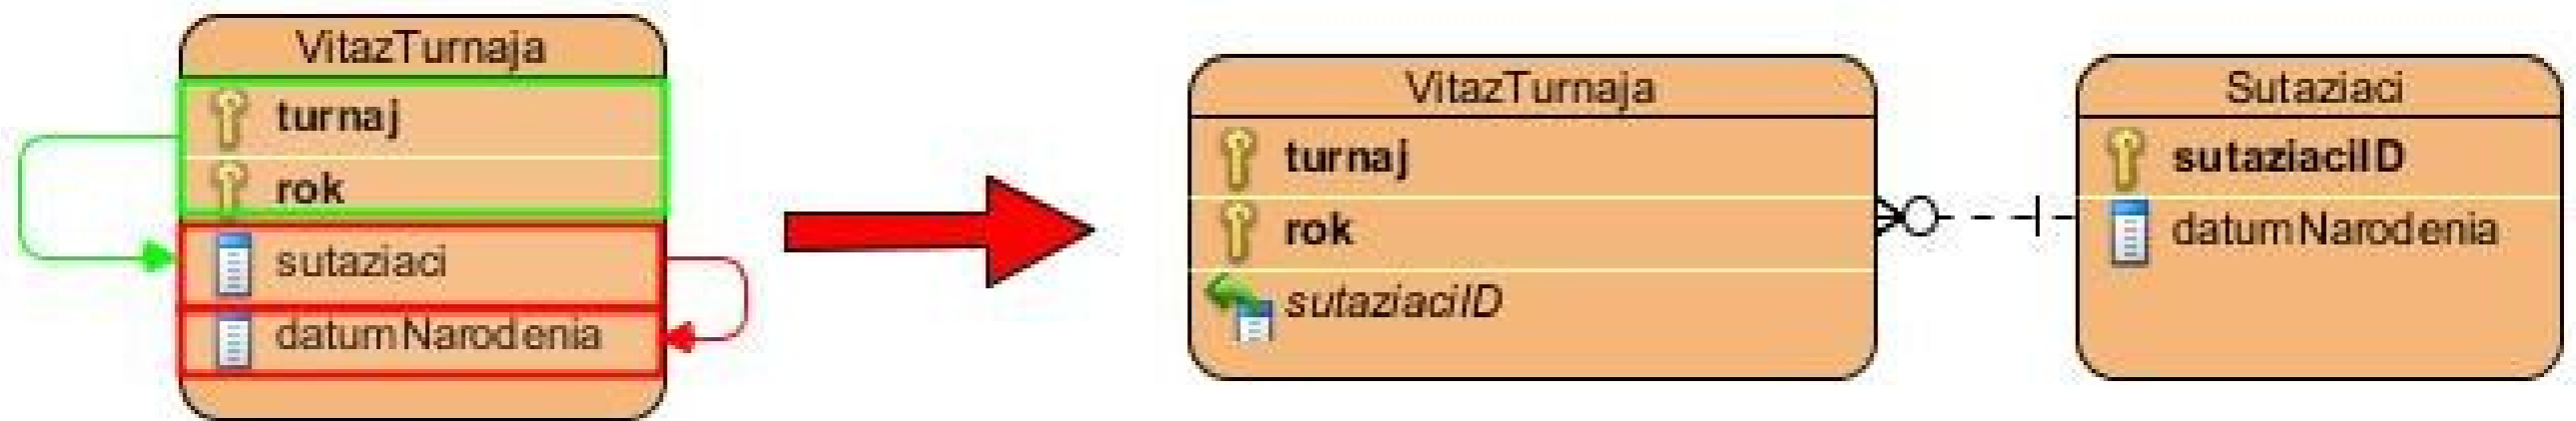 VitazTurnaja
turnaj
rok
sutaziaci
datumNarodenia
VitazTurnaja
turnaj
rok
sutaziaciID
Sutaziaci
sutaziaciID
datumNarodenia